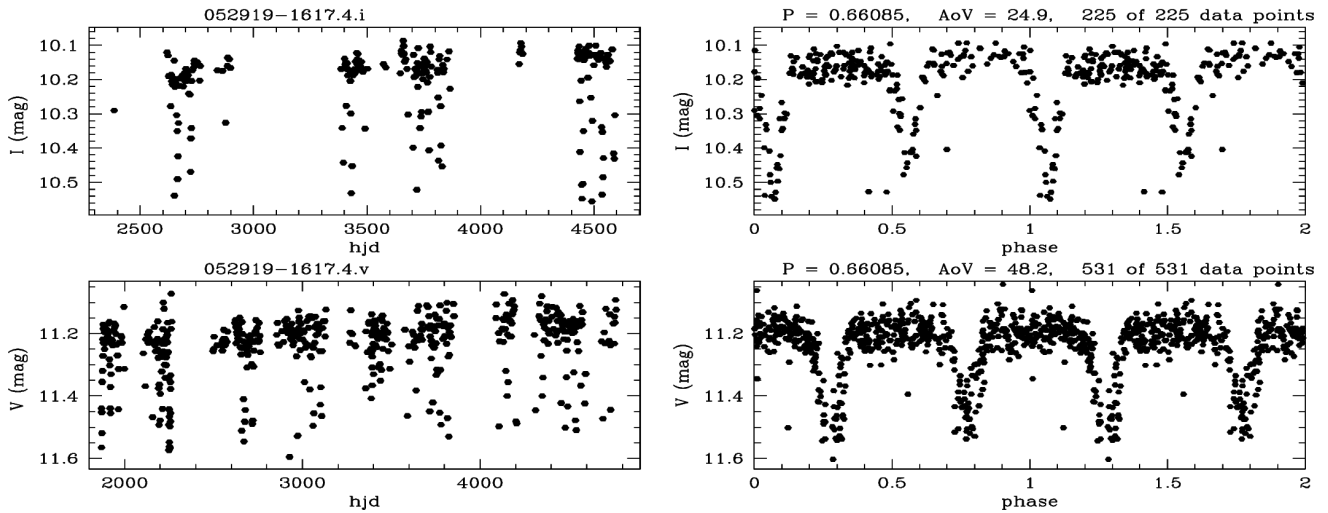 052919−1617.4.i
P = 0.66085, AoV = 24.9, 225 of 225 data points
I (mag)
10.1
10.2
10.3
10.4
10.5
2500 3000 3500 4000 4500
hjd
I (mag)
10.1
10.2
10.3
10.4
10.5
0 0.5 1 1.5 2
phase
052919−1617.4.v
P = 0.66085, AoV = 48.2, 531 of 531 data points
V (mag)
11.2
11.4
11.6
2000 3000 4000
hjd
V (mag)
11.2
11.4
11.6
0 0.5 1 1.5 2
phase